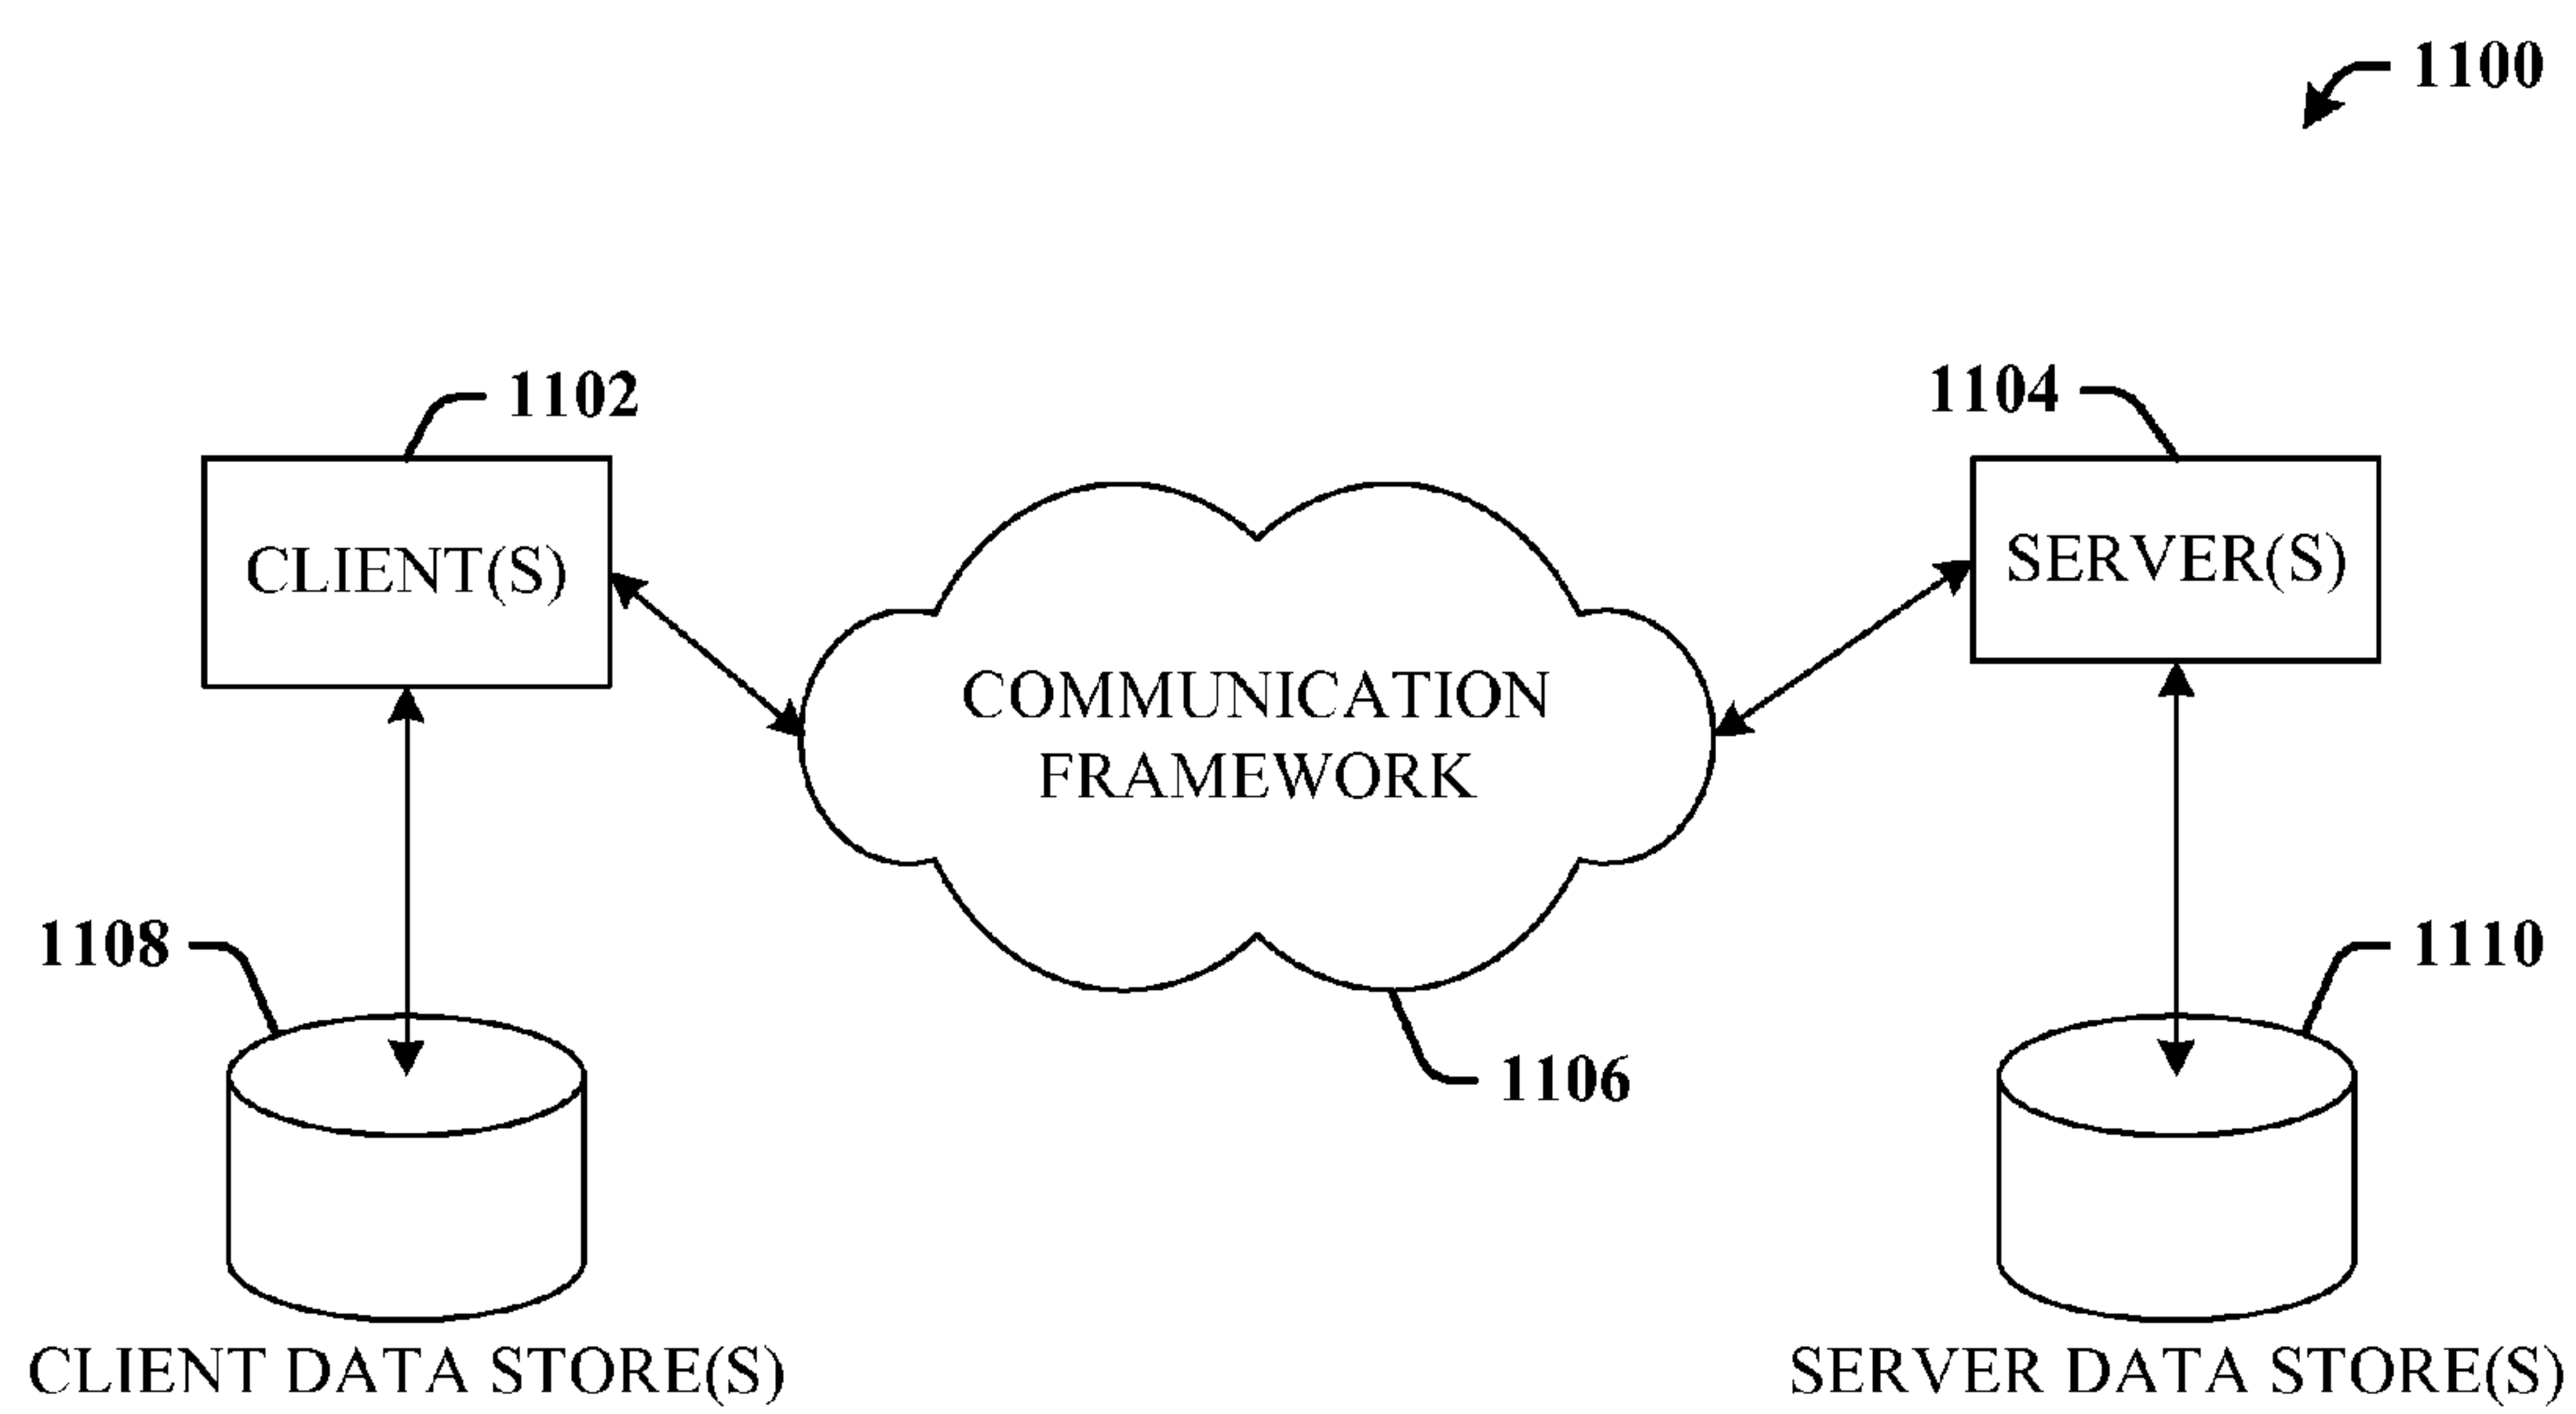 1100
1102
1104
CLIENT(S)
SERVER(S)
COMMUNICATION
FRAMEWORK
1108
1110
1106
CLIENT DATA STORE(S)
SERVER DATA STORE(S)